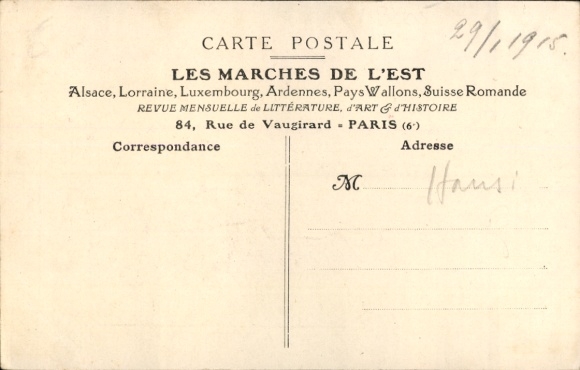 29/1 1915.
CARTE POSTALE
LES MARCHES DE L'EST
Alsace, Lorraine, Luxembourg, Ardennes, Pays Wallons, Suisse Romande
REVUE MENSUELLE de LITTÉRATURE, d'ART & d'HISTOIRE
84, Rue de Vaugirard = PARIS (6e)
Correspondance
Adresse
M Hansi